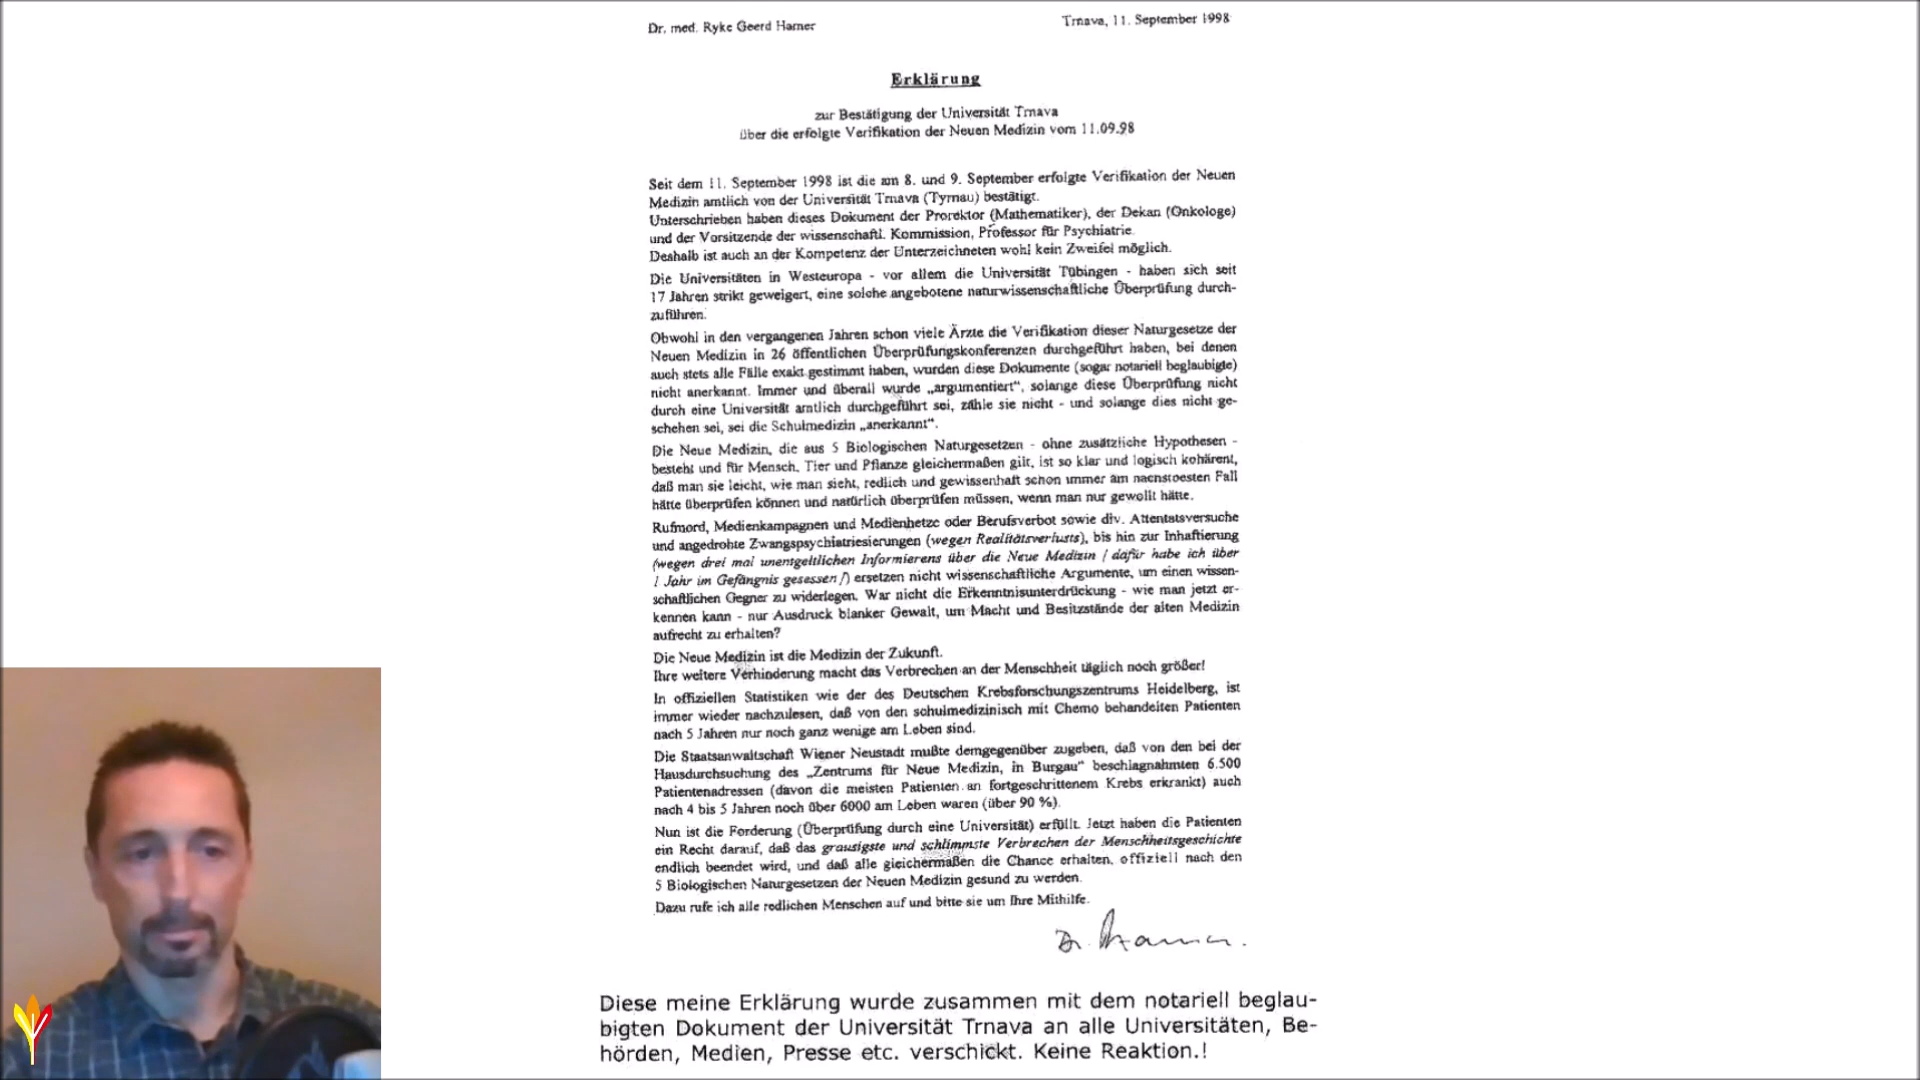 Dr. med. Ryke Geerd Hamer
Trnava, 11. September 1998
Erklärung
zur Bestätigung der Universität Trnava
über die erfolgte Verifikation der Neuen Medizin vom 11.09.98
Seit dem 11. September 1998 ist die am 8. und 9. September erfolgte Verifikation der Neuen
Medizin amtlich von der Universität Trnava (Tyrnau) bestätigt.
Unterschrieben haben dieses Dokument der Prorektor (Mathematiker), der Dekan (Onkologe)
und der Vorsitzende der wissenschaftl. Kommission, Professor für Psychiatrie.
Deshalb ist auch an der Kompetenz der Unterzeichneten wohl kein Zweifel möglich.
Die Universitäten in Westeuropa - vor allem die Universität Tübingen - haben sich seit
17 Jahren strikt geweigert, eine solche angebotene naturwissenschaftliche Überprüfung durch-
zuführen.
Obwohl in den vergangenen Jahren schon viele Ärzte die Verifikation dieser Naturgesetze der
Neuen Medizin in 26 öffentlichen Überprüfungskonferenzen durchgeführt haben, bei denen
auch stets alle Fälle exakt gestimmt haben, wurden diese Dokumente (sogar notariell beglaubigte)
nicht anerkannt. Immer und überall wurde „argumentiert“, solange diese Überprüfung nicht
durch eine Universität amtlich durchgeführt sei, zähle sie nicht - und solange dies nicht ge-
schehen sei, sei die Schulmedizin „anerkannt“.
Die Neue Medizin, die aus 5 Biologischen Naturgesetzen - ohne zusätzliche Hypothesen -
besteht und für Mensch, Tier und Pflanze gleichermaßen gilt, ist so klar und logisch kohärent,
daß man sie leicht, wie man sieht, redlich und gewissenhaft schon immer am nächstbesten Fall
hätte überprüfen können und natürlich überprüfen müssen, wenn man nur gewollt hätte.
Rufmord, Medienkampagnen und Medienhetze oder Berufsverbot sowie div. Attentatsversuche
und angedrohte Zwangspsychiatriesierungen (wegen Realitätsverlusts), bis hin zur Inhaftierung
(wegen drei mal unentgeltlichen Informierens über die Neue Medizin / dafür habe ich über
1 Jahr im Gefängnis gesessen /) ersetzen nicht wissenschaftliche Argumente, um einen wissen-
schaftlichen Gegner zu widerlegen. War nicht die Erkenntnisunterdrückung - wie man jetzt er-
kennen kann - nur Ausdruck blanker Gewalt, um Macht und Besitzstände der alten Medizin
aufrecht zu erhalten?
Die Neue Medizin ist die Medizin der Zukunft.
Ihre weitere Verhinderung macht das Verbrechen an der Menschheit täglich noch größer!
In offiziellen Statistiken wie der des Deutschen Krebsforschungszentrums Heidelberg, ist
immer wieder nachzulesen, daß von den schulmedizinisch mit Chemo behandelten Patienten
nach 5 Jahren nur noch ganz wenige am Leben sind.
Die Staatsanwaltschaft Wiener Neustadt mußte demgegenüber zugeben, daß von den bei der
Hausdurchsuchung des „Zentrums für Neue Medizin, in Burgau“ beschlagnahmten 6.500
Patientenadressen (davon die meisten Patienten an fortgeschrittenem Krebs erkrankt) auch
nach 4 bis 5 Jahren noch über 6000 am Leben waren (über 90 %).
Nun ist die Forderung (Überprüfung durch eine Universität) erfüllt. Jetzt haben die Patienten
ein Recht darauf, daß das grausigste und schlimmste Verbrechen der Menschheitsgeschichte
endlich beendet wird, und daß alle gleichermaßen die Chance erhalten, offiziell nach den
5 Biologischen Naturgesetzen der Neuen Medizin gesund zu werden.
Dazu rufe ich alle redlichen Menschen auf und bitte sie um Ihre Mithilfe.
Dr. Hamer.
Diese meine Erklärung wurde zusammen mit dem notariell beglau-
bigten Dokument der Universität Trnava an alle Universitäten, Be-
hörden, Medien, Presse etc. verschickt. Keine Reaktion.!